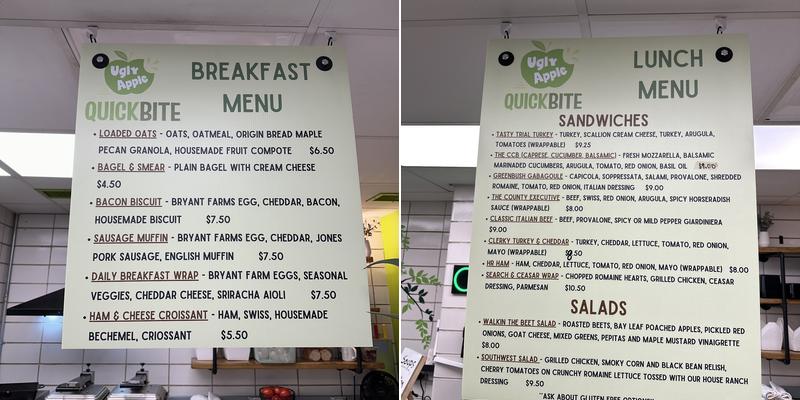 Ugly
Apple
QUICKBITE
BREAKFAST
MENU
• LOADED OATS - OATS, OATMEAL, ORIGIN BREAD MAPLE
PECAN GRANOLA, HOUSEMADE FRUIT COMPOTE $6.50
• BAGEL & SMEAR - PLAIN BAGEL WITH CREAM CHEESE
$4.50
• BACON BISCUIT - BRYANT FARMS EGG, CHEDDAR, BACON,
HOUSEMADE BISCUIT $7.50
• SAUSAGE MUFFIN - BRYANT FARMS EGG, CHEDDAR, JONES
PORK SAUSAGE, ENGLISH MUFFIN $7.50
• DAILY BREAKFAST WRAP - BRYANT FARM EGGS, SEASONAL
VEGGIES, CHEDDAR CHEESE, SRIRACHA AIOLI $7.50
• HAM & CHEESE CROISSANT - HAM, SWISS, HOUSEMADE
BECHEMEL, CRIOSSANT $5.50
Ugly
Apple
QUICKBITE
LUNCH
MENU
SANDWICHES
• TASTY TRIAL TURKEY - TURKEY, SCALLION CREAM CHEESE, TURKEY, ARUGULA,
TOMATOES (WRAPPABLE) $9.25
• THE CCB (CAPRESE, CUCUMBER, BALSAMIC) - FRESH MOZZARELLA, BALSAMIC
MARINADED CUCUMBERS, ARUGULA, TOMATO, RED ONION, BASIL OIL
• GREENBUSH GABAGOULE - CAPICOLA, SOPPRESSATA, SALAMI, PROVALONE, SHREDDED
ROMAINE, TOMATO, RED ONION, ITALIAN DRESSING $9.00
• THE COUNTY EXECUTIVE - BEEF, SWISS, RED ONION, ARUGULA, SPICY HORSERADISH
SAUCE (WRAPPABLE) $8.00
• CLASSIC ITALIAN BEEF - BEEF, PROVALONE, SPICY OR MILD PEPPER GIARDINIERA
$9.00
• CLERKY TURKEY & CHEDDAR - TURKEY, CHEDDAR, LETTUCE, TOMATO, RED ONION,
MAYO (WRAPPABLE)
• HR HAM - HAM, CHEDDAR, LETTUCE, TOMATO, RED ONION, MAYO (WRAPPABLE) $8.00
• SEARCH & CEASAR WRAP - CHOPPED ROMAINE HEARTS, GRILLED CHICKEN, CEASAR
DRESSING, PARMESAN $10.50
SALADS
• WALKIN THE BEET SALAD - ROASTED BEETS, BAY LEAF POACHED APPLES, PICKLED RED
ONIONS, GOAT CHEESE, MIXED GREENS, PEPITAS AND MAPLE MUSTARD VINAIGRETTE
$8.00
• SOUTHWEST SALAD - GRILLED CHICKEN, SMOKY CORN AND BLACK BEAN RELISH,
CHERRY TOMATOES ON CRUNCHY ROMAINE LETTUCE TOSSED WITH OUR HOUSE RANCH
DRESSING $9.50
**ASK ABOUT GLUTEN FREE OPTIONS